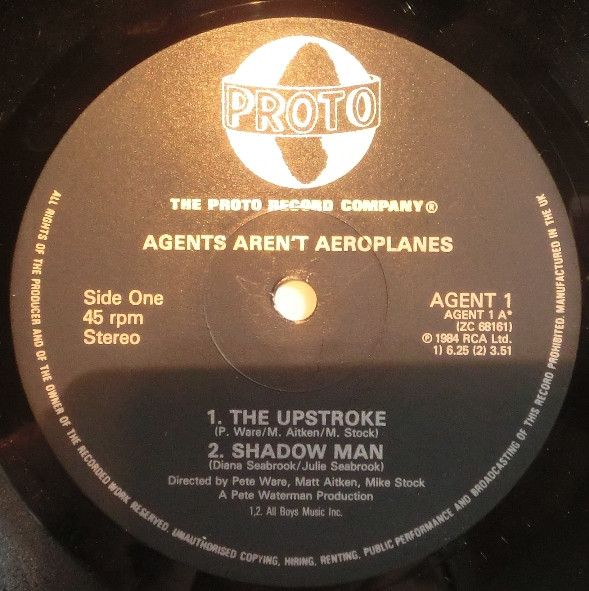 PROTO
THE PROTO RECORD COMPANY®
AGENTS AREN'T AEROPLANES
Side One
45 rpm
Stereo
AGENT 1
AGENT 1 A*
(ZC 68161)
℗ 1984 RCA Ltd.
1) 6.25 (2) 3.51
1. THE UPSTROKE
(P. Ware/M. Aitken/M. Stock)
2. SHADOW MAN
(Diana Seabrook/Julie Seabrook)
Directed by Pete Ware, Matt Aitken, Mike Stock
A Pete Waterman Production
1,2. All Boys Music Inc.
ALL RIGHTS OF THE PRODUCER AND OF THE OWNER OF THE RECORDED WORK RESERVED. UNAUTHORISED COPYING, HIRING, RENTING, PUBLIC PERFORMANCE AND BROADCASTING OF THIS RECORD PROHIBITED. MANUFACTURED IN THE UK